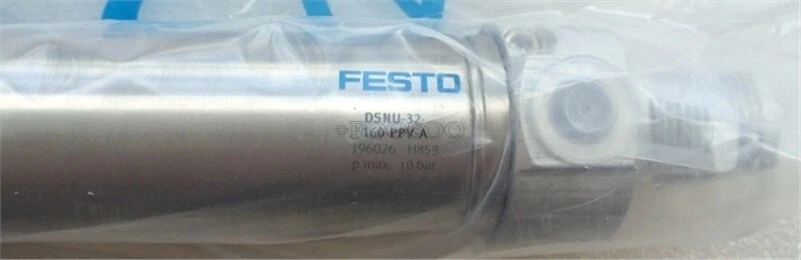 FESTO
DSNU-32-
160-PPV-A
196026 H858
p max. 10 bar